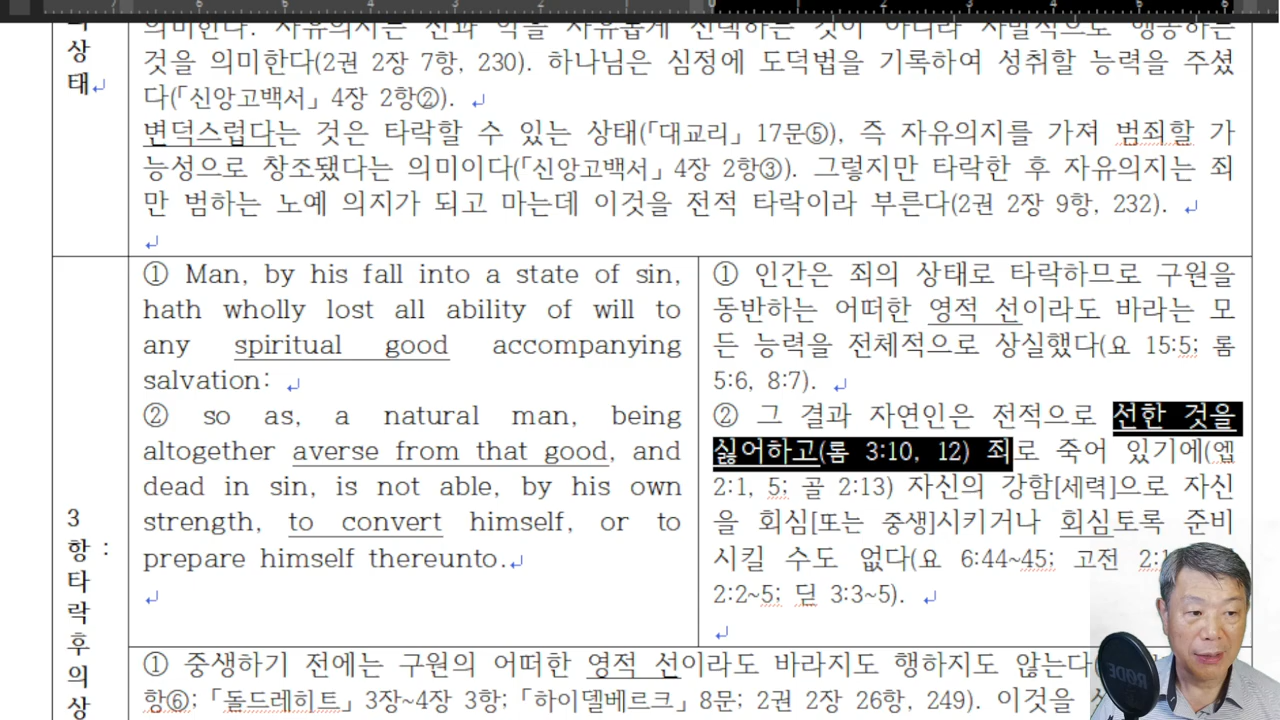 의미한다. 자유의지는 선과 악을 자유롭게 선택하는 것이 아니라 자발적으로 행동하는
상
태
것을 의미한다(2권 2장 7항, 230). 하나님은 심정에 도덕법을 기록하여 성취할 능력을 주셨
다(「신앙고백서」 4장 2항②).
변덕스럽다는 것은 타락할 수 있는 상태(「대교리」 17문⑤), 즉 자유의지를 가져 범죄할 가
능성으로 창조됐다는 의미이다(「신앙고백서」 4장 2항③). 그렇지만 타락한 후 자유의지는 죄
만 범하는 노예 의지가 되고 마는데 이것을 전적 타락이라 부른다(2권 2장 9항, 232).
3
항 :
타
락
후
의
상
① Man, by his fall into a state of sin,
hath wholly lost all ability of will to
any spiritual good accompanying
salvation:
② so as, a natural man, being
altogether averse from that good, and
dead in sin, is not able, by his own
strength, to convert himself, or to
prepare himself thereunto.
① 인간은 죄의 상태로 타락하므로 구원을
동반하는 어떠한 영적 선이라도 바라는 모
든 능력을 전체적으로 상실했다(요 15:5; 롬
5:6, 8:7).
② 그 결과 자연인은 전적으로 선한 것을
싫어하고(롬 3:10, 12) 죄로 죽어 있기에(엡
2:1, 5; 골 2:13) 자신의 강함[세력]으로 자신
을 회심[또는 중생]시키거나 회심토록 준비
시킬 수도 없다(요 6:44~45; 고전
2:2~5; 딛 3:3~5).
① 중생하기 전에는 구원의 어떠한 영적 선이라도 바라지도 행하지도 않는다
항⑥; 「돌드레히트」 3장~4장 3항; 「하이델베르크」 8문; 2권 2장 26항, 249). 이것을
RØDE